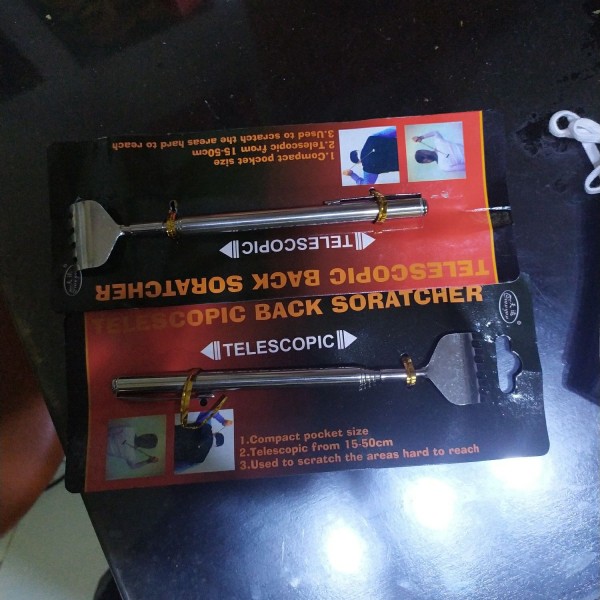 1.Compact pocket size
2.Telescopic from 15-50cm
3.Used to scratch the areas hard to reach
TELESCOPIC
TELESCOPIC BACK SORATCHER
TELESCOPIC BACK SORATCHER
TELESCOPIC
1.Compact pocket size
2.Telescopic from 15-50cm
3.Used to scratch the areas hard to reach